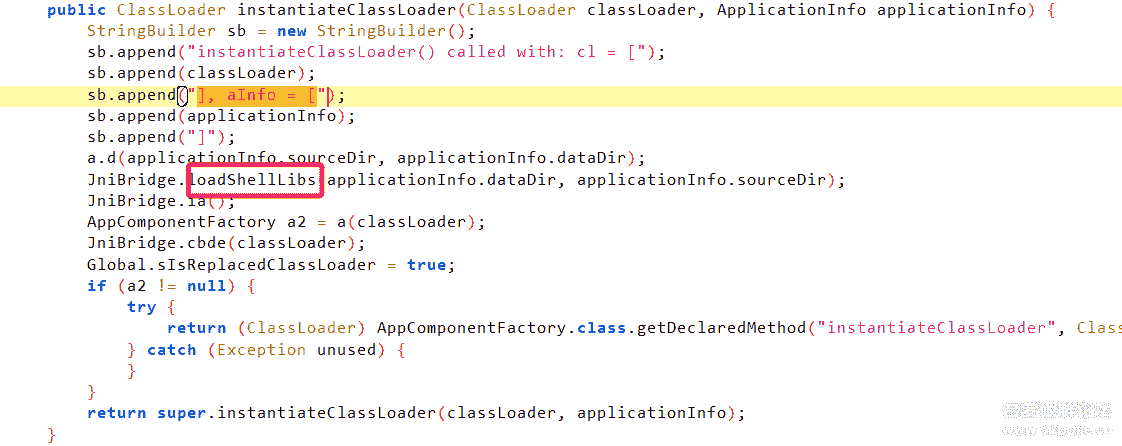 public ClassLoader instantiateClassLoader(ClassLoader classLoader, ApplicationInfo applicationInfo) {
StringBuilder sb = new StringBuilder();
sb.append("instantiateClassLoader() called with: cl = [");
sb.append(classLoader);
sb.append("], aInfo = [");
sb.append(applicationInfo);
sb.append("]");
a.d(applicationInfo.sourceDir, applicationInfo.dataDir);
JniBridge.loadShellLibs(applicationInfo.dataDir, applicationInfo.sourceDir);
JniBridge.ia();
AppComponentFactory a2 = a(classLoader);
JniBridge.cbde(classLoader);
Global.sIsReplacedClassLoader = true;
if (a2 != null) {
try {
return (ClassLoader) AppComponentFactory.class.getDeclaredMethod("instantiateClassLoader", Class
} catch (Exception unused) {
}
}
return super.instantiateClassLoader(classLoader, applicationInfo);
}